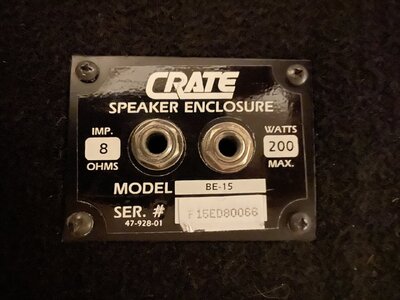 CRATE
SPEAKER ENCLOSURE
IMP. WATTS
8 200
OHMS MAX.
MODEL BE-15
SER. # F15ED80066
47-928-01